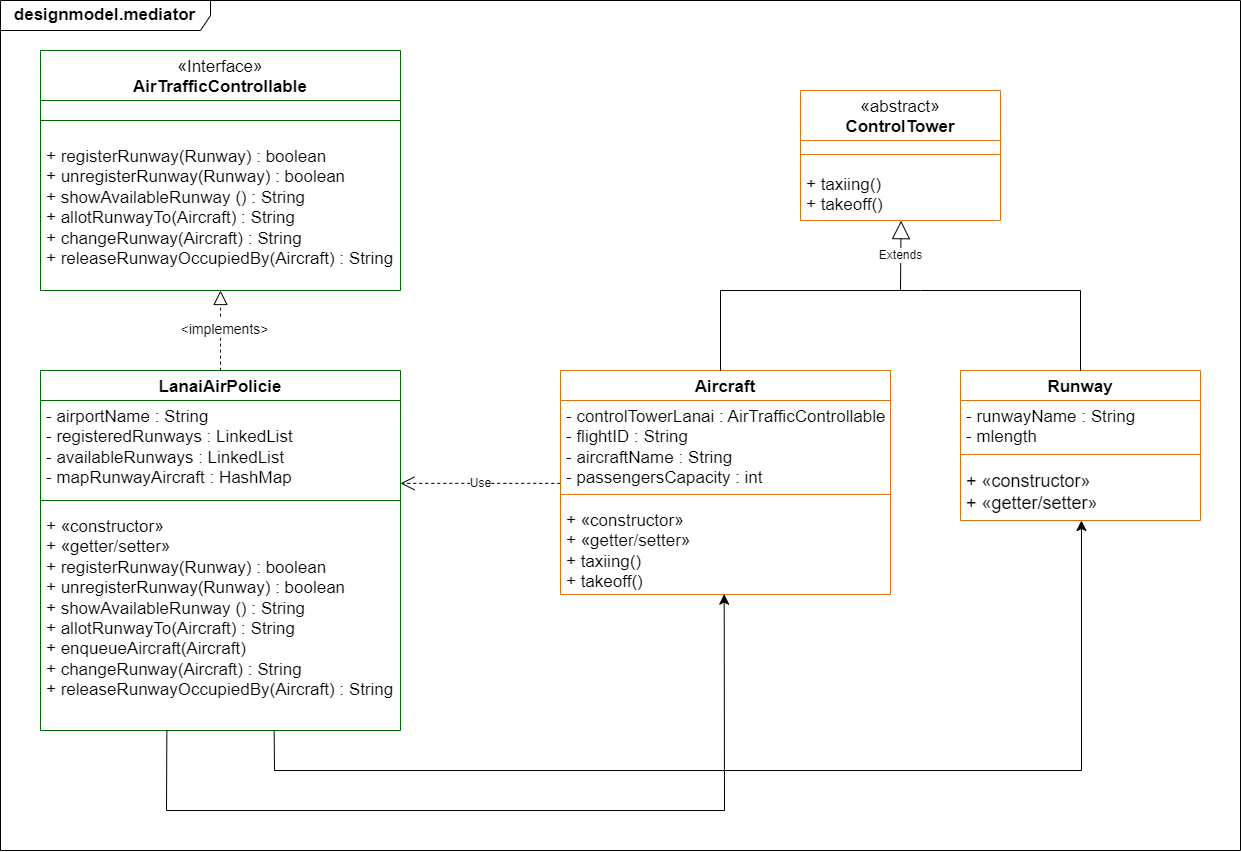 designmodel.mediator
«Interface»
AirTrafficControllable
+ registerRunway(Runway) : boolean
+ unregisterRunway(Runway) : boolean
+ showAvailableRunway () : String
+ allotRunwayTo(Aircraft) : String
+ changeRunway(Aircraft) : String
+ releaseRunwayOccupiedBy(Aircraft) : String
«abstract»
ControlTower
+ taxiing()
+ takeoff()
Extends
<implements>
LanaiAirPolicie
- airportName : String
- registeredRunways : LinkedList
- availableRunways : LinkedList
- mapRunwayAircraft : HashMap
+ «constructor»
+ «getter/setter»
+ registerRunway(Runway) : boolean
+ unregisterRunway(Runway) : boolean
+ showAvailableRunway () : String
+ allotRunwayTo(Aircraft) : String
+ enqueueAircraft(Aircraft)
+ changeRunway(Aircraft) : String
+ releaseRunwayOccupiedBy(Aircraft) : String
Use
Aircraft
- controlTowerLanai : AirTrafficControllable
- flightID : String
- aircraftName : String
- passengersCapacity : int
+ «constructor»
+ «getter/setter»
+ taxiing()
+ takeoff()
Runway
- runwayName : String
- mlength
+ «constructor»
+ «getter/setter»